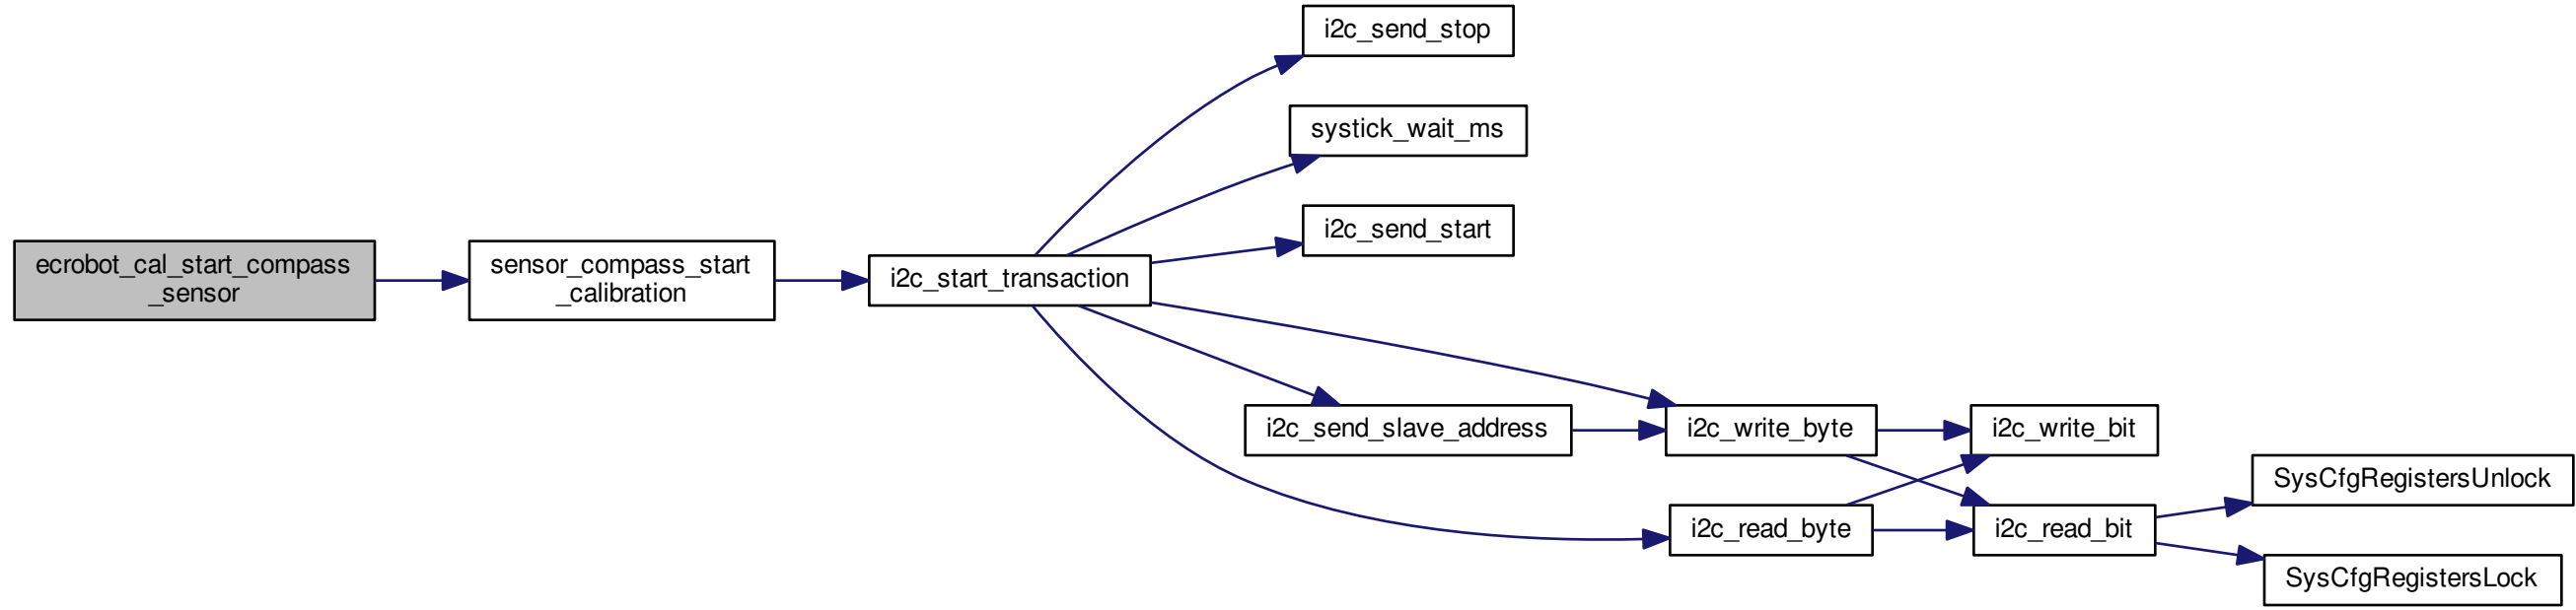 ecrobot_cal_start_compass
_sensor
sensor_compass_start
_calibration
i2c_start_transaction
i2c_send_stop
systick_wait_ms
i2c_send_start
i2c_send_slave_address
i2c_write_byte
i2c_read_byte
i2c_write_bit
i2c_read_bit
SysCfgRegistersUnlock
SysCfgRegistersLock